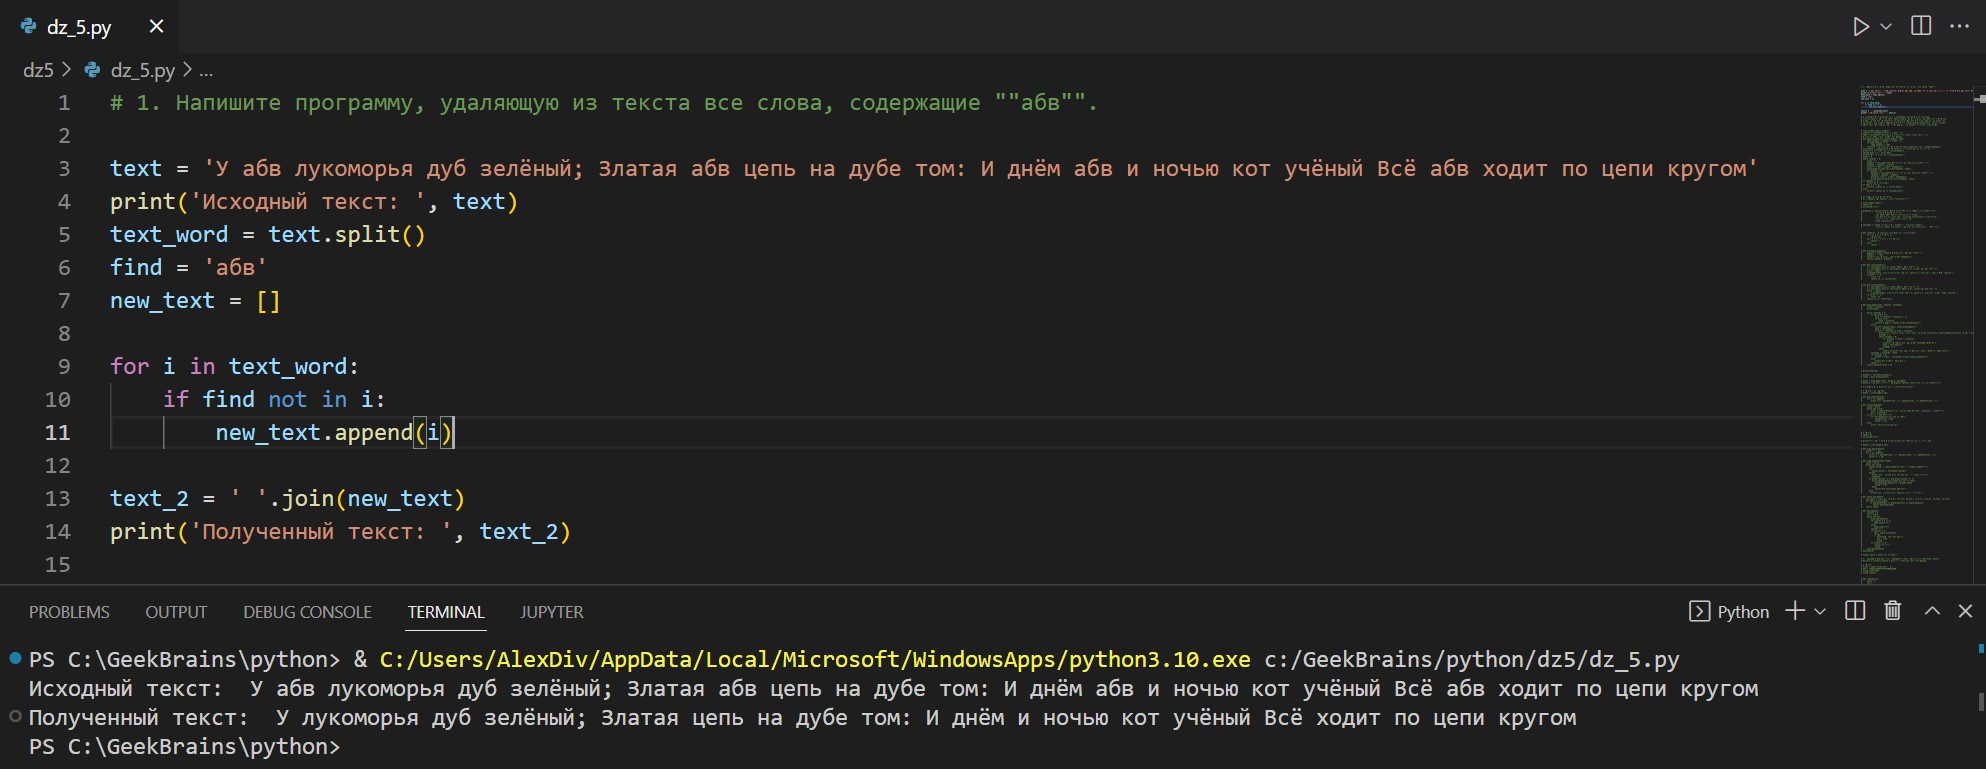 dz_5.py
dz5 > dz_5.py > ...
1 # 1. Напишите программу, удаляющую из текста все слова, содержащие ""абв"".
2
3 text = 'У абв лукоморья дуб зелёный; Златая абв цепь на дубе том: И днём абв и ночью кот учёный Всё абв ходит по цепи кругом'
4 print('Исходный текст: ', text)
5 text_word = text.split()
6 find = 'абв'
7 new_text = []
8
9 for i in text_word:
10     if find not in i:
11         new_text.append(i)
12
13 text_2 = ' '.join(new_text)
14 print('Полученный текст: ', text_2)
15
PROBLEMS OUTPUT DEBUG CONSOLE TERMINAL JUPYTER Python
PS C:\GeekBrains\python> & C:/Users/AlexDiv/AppData/Local/Microsoft/WindowsApps/python3.10.exe c:/GeekBrains/python/dz5/dz_5.py
Исходный текст:  У абв лукоморья дуб зелёный; Златая абв цепь на дубе том: И днём абв и ночью кот учёный Всё абв ходит по цепи кругом
Полученный текст:  У лукоморья дуб зелёный; Златая цепь на дубе том: И днём и ночью кот учёный Всё ходит по цепи кругом
PS C:\GeekBrains\python>